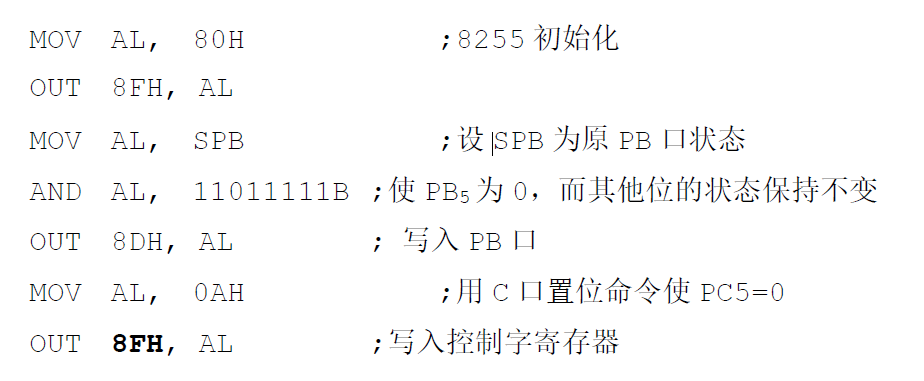 MOV AL, 80H ;8255 初始化
OUT 8FH, AL
MOV AL, SPB ;设 SPB 为原 PB 口状态
AND AL, 11011111B ;使 PB₅ 为 0，而其他位的状态保持不变
OUT 8DH, AL ; 写入 PB 口
MOV AL, 0AH ;用 C 口置位命令使 PC5=0
OUT 8FH, AL ;写入控制字寄存器